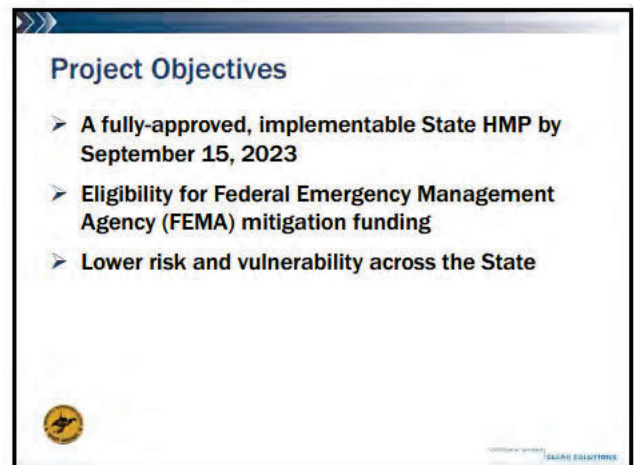 Project Objectives
➢ A fully-approved, implementable State HMP by
September 15, 2023
➢ Eligibility for Federal Emergency Management
Agency (FEMA) mitigation funding
➢ Lower risk and vulnerability across the State
CLEAR SOLUTIONS